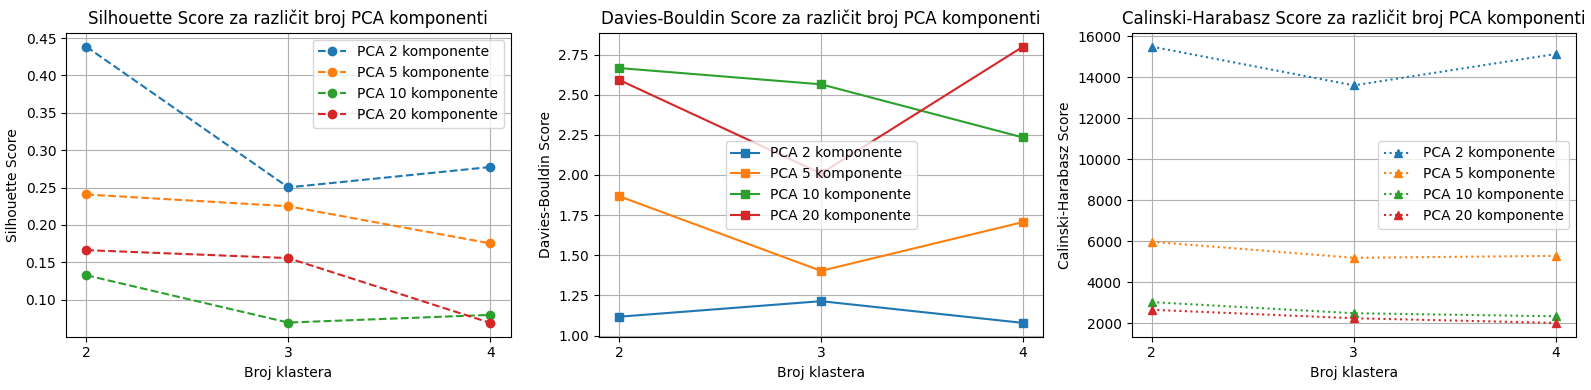 Silhouette Score za različit broj PCA komponenti
Silhouette Score
0.45
0.40
0.35
0.30
0.25
0.20
0.15
0.10
PCA 2 komponente
PCA 5 komponente
PCA 10 komponente
PCA 20 komponente
2
3
4
Broj klastera
Davies-Bouldin Score za različit broj PCA komponenti
Davies-Bouldin Score
2.75
2.50
2.25
2.00
1.75
1.50
1.25
1.00
PCA 2 komponente
PCA 5 komponente
PCA 10 komponente
PCA 20 komponente
2
3
4
Broj klastera
Calinski-Harabasz Score za različit broj PCA komponenti
Calinski-Harabasz Score
16000
14000
12000
10000
8000
6000
4000
2000
PCA 2 komponente
PCA 5 komponente
PCA 10 komponente
PCA 20 komponente
2
3
4
Broj klastera